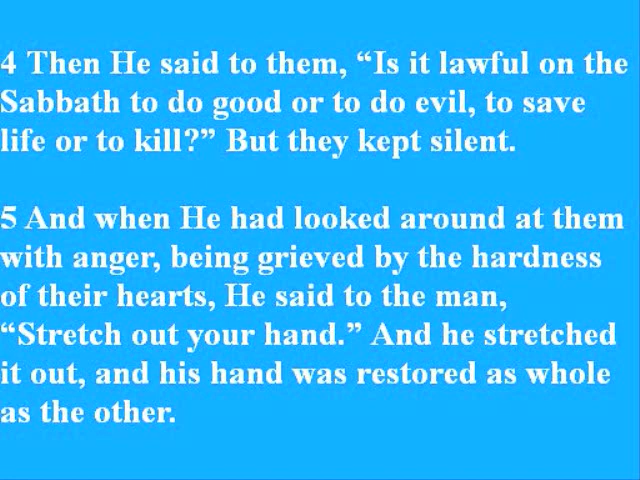 4 Then He said to them, “Is it lawful on the
Sabbath to do good or to do evil, to save
life or to kill?” But they kept silent.
5 And when He had looked around at them
with anger, being grieved by the hardness
of their hearts, He said to the man,
“Stretch out your hand.” And he stretched
it out, and his hand was restored as whole
as the other.